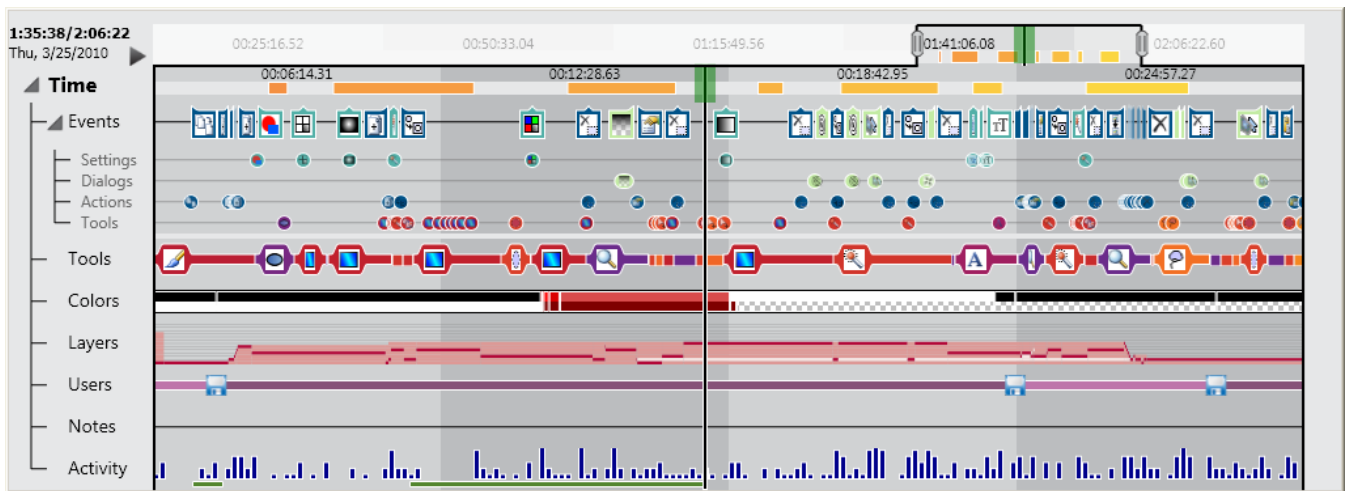 1:35:38/2:06:22
Thu, 3/25/2010
00:25:16.52 00:50:33.04 01:15:49.56 01:41:06.08 02:06:22.60
00:06:14.31 00:12:28.63 00:18:42.95 00:24:57.27
Time
Events
Settings
Dialogs
Actions
Tools
Tools
A
Colors
Layers
Users
Notes
Activity